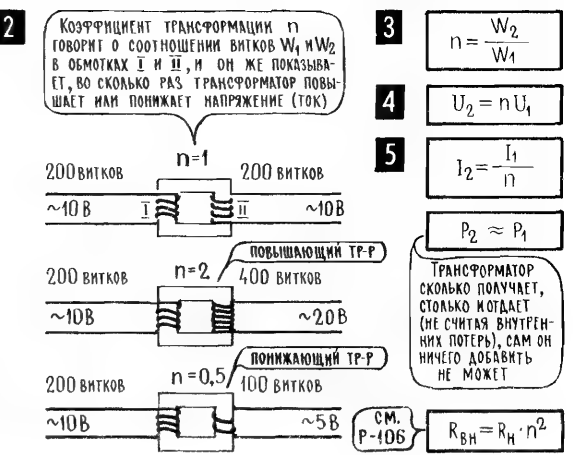 2
Коэффициент трансформации n
говорит о соотношении витков W₁ и W₂
в обмотках I и II, и он же показыва-
ет, во сколько раз трансформатор повы-
шает или понижает напряжение (ток)
n=1
200 витков 200 витков
~10В I II ~10В
повышающий тр-р
200 витков n=2 400 витков
~10В ~20В
понижающий тр-р
200 витков n=0,5 100 витков
~10В ~5В
3
n = W₂/W₁
4
U₂ = n U₁
5
I₂ = I₁/n
P₂ ≈ P₁
Трансформатор
сколько получает,
столько и отдает
(не считая внутрен-
них потерь), сам он
ничего добавить
не может
см.
Р-106
Rвн = Rн · n²